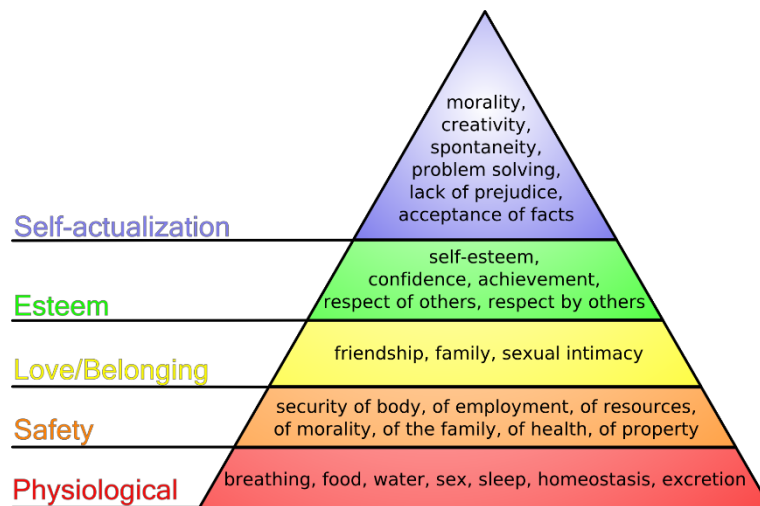 morality,
creativity,
spontaneity,
problem solving,
lack of prejudice,
acceptance of facts
Self-actualization
self-esteem,
confidence, achievement,
respect of others, respect by others
Esteem
friendship, family, sexual intimacy
Love/Belonging
security of body, of employment, of resources,
of morality, of the family, of health, of property
Safety
breathing, food, water, sex, sleep, homeostasis, excretion
Physiological